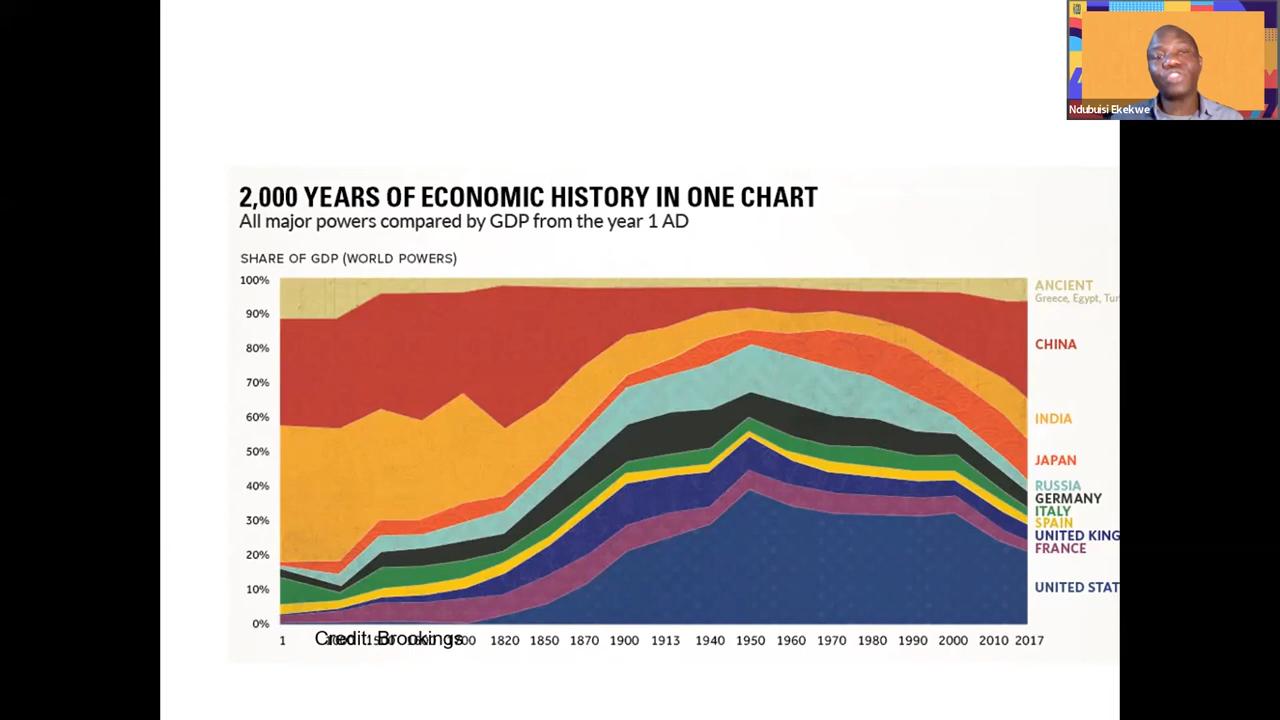 Ndubuisi Ekekwe
2,000 YEARS OF ECONOMIC HISTORY IN ONE CHART
All major powers compared by GDP from the year 1 AD
SHARE OF GDP (WORLD POWERS)
100%
90%
80%
70%
60%
50%
40%
30%
20%
10%
0%
ANCIENT
Greece, Egypt, Tur
CHINA
INDIA
JAPAN
RUSSIA
GERMANY
ITALY
SPAIN
UNITED KING
FRANCE
UNITED STAT
1 1820 1850 1870 1900 1913 1940 1950 1960 1970 1980 1990 2000 2010 2017
Credit: Brookings